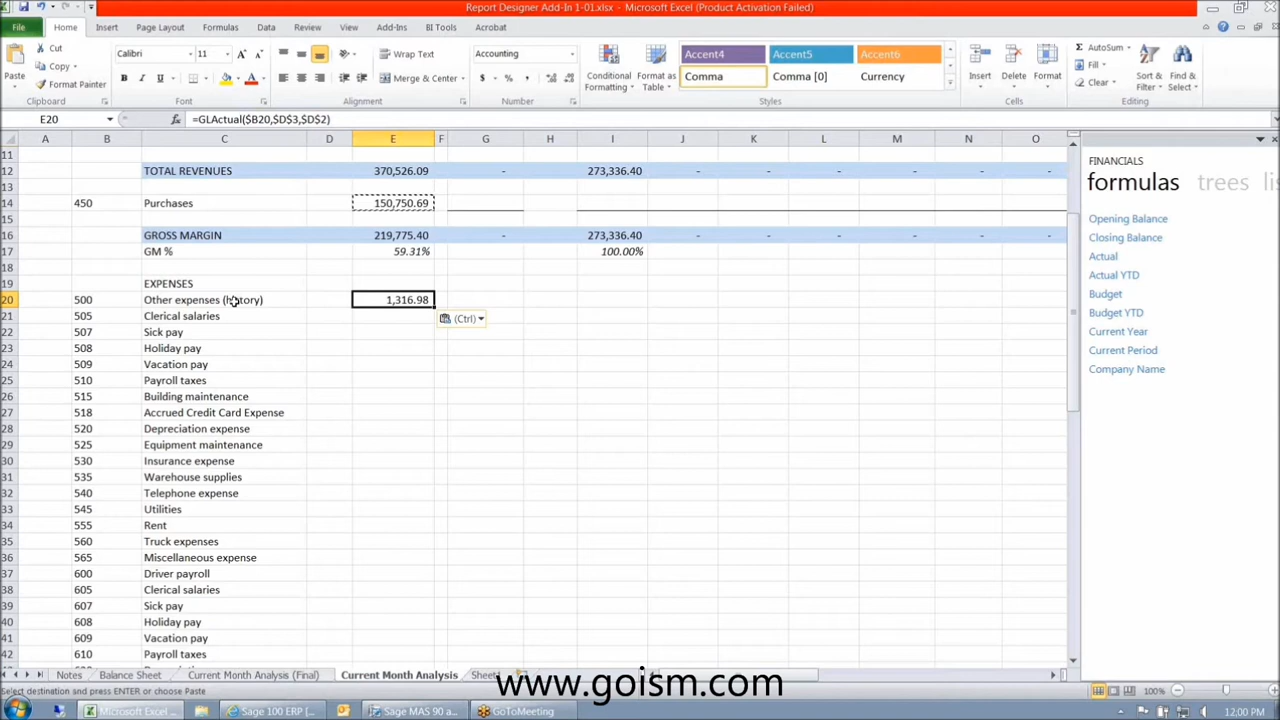 Report Designer Add-In 1-01.xlsx - Microsoft Excel (Product Activation Failed)
File Home Insert Page Layout Formulas Data Review View Add-Ins BI Tools Acrobat
Paste Cut Copy Format Painter
Calibri 11
B I U
Wrap Text
Merge & Center
Accounting
$ % ,
Conditional Formatting Format as Table
Accent4 Accent5 Accent6
Comma Comma [0] Currency
Insert Delete Format
AutoSum Fill Clear
Sort & Filter Find & Select
Clipboard Font Alignment Number Styles Cells Editing
E20 fx =GLActual($B20,$D$3,$D$2)
A B C D E F G H I J K L M N O
11
12 TOTAL REVENUES 370,526.09 - 273,336.40 - - - - - -
13
14 450 Purchases 150,750.69
15
16 GROSS MARGIN 219,775.40 - 273,336.40 - - - - - -
17 GM % 59.31% 100.00%
18
19 EXPENSES
20 500 Other expenses (history) 1,316.98
21 505 Clerical salaries
(Ctrl)
22 507 Sick pay
23 508 Holiday pay
24 509 Vacation pay
25 510 Payroll taxes
26 515 Building maintenance
27 518 Accrued Credit Card Expense
28 520 Depreciation expense
29 525 Equipment maintenance
30 530 Insurance expense
31 535 Warehouse supplies
32 540 Telephone expense
33 545 Utilities
34 555 Rent
35 560 Truck expenses
36 565 Miscellaneous expense
37 600 Driver payroll
38 605 Clerical salaries
39 607 Sick pay
40 608 Holiday pay
41 609 Vacation pay
42 610 Payroll taxes
FINANCIALS
formulas trees lis
Opening Balance
Closing Balance
Actual
Actual YTD
Budget
Budget YTD
Current Year
Current Period
Company Name
Notes Balance Sheet Current Month Analysis (Final) Current Month Analysis Sheet
www.goism.com
Select destination and press ENTER or choose Paste
100%
Microsoft Excel ... Sage 100 ERP [... Sage MAS 90 a... GoToMeeting 12:00 PM